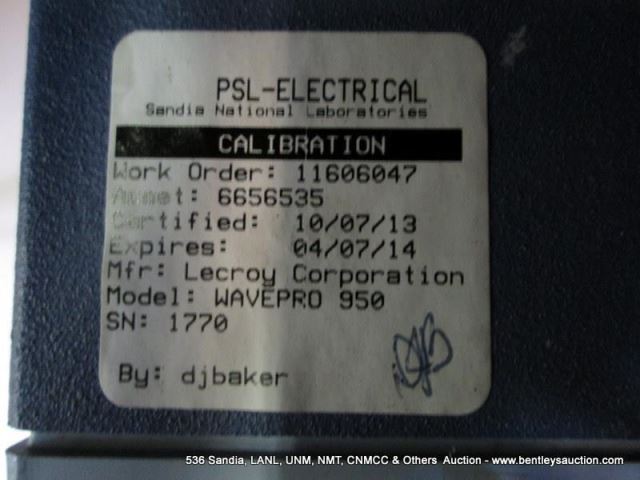 PSL-ELECTRICAL
Sandia National Laboratories
CALIBRATION
Work Order: 11606047
Asset: 6656535
Certified: 10/07/13
Expires: 04/07/14
Mfr: Lecroy Corporation
Model: WAVEPRO 950
SN: 1770
By: djbaker
536 Sandia, LANL, UNM, NMT, CNMCC & Others Auction - www.bentleysauction.com